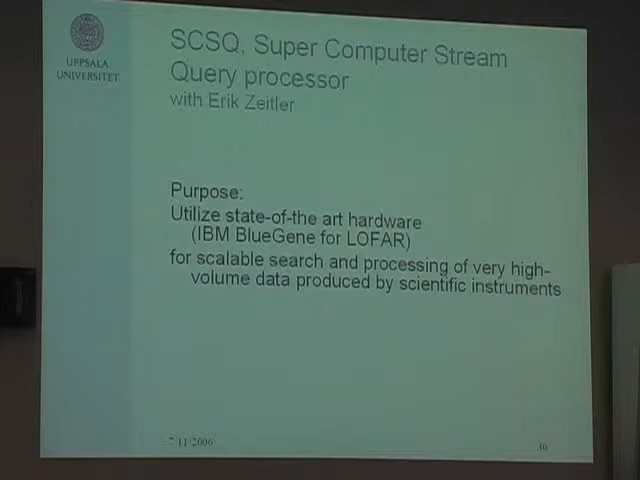 UPPSALA
UNIVERSITET
SCSQ, Super Computer Stream
Query processor
with Erik Zeitler
Purpose:
Utilize state-of-the art hardware
(IBM BlueGene for LOFAR)
for scalable search and processing of very high-
volume data produced by scientific instruments
7/11/2006
10